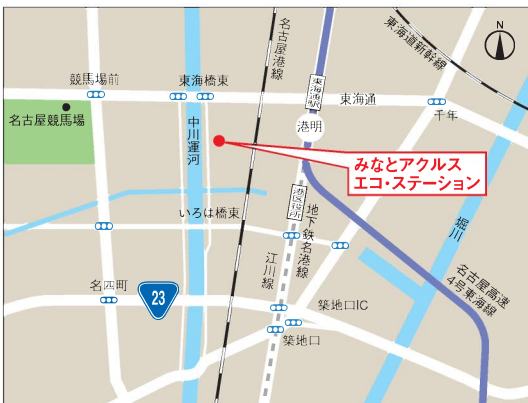 名古屋港線
東海道新幹線
N
競馬場前
東海橋東
東海通駅
東海通
名古屋競馬場
中川運河
港明
千年
みなとアクルス
エコ・ステーション
港区役所
いろは橋東
地下鉄名港線
堀川
江川線
名四町
23
名古屋高速
4号東海線
築地口IC
築地口